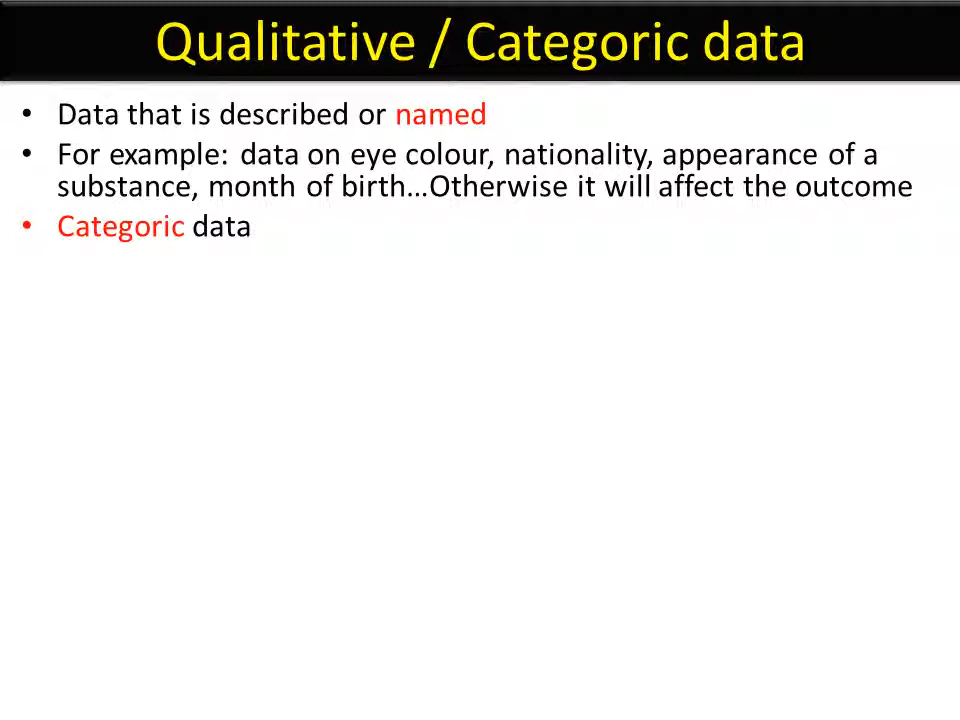 Qualitative / Categoric data
• Data that is described or named
• For example: data on eye colour, nationality, appearance of a
substance, month of birth…Otherwise it will affect the outcome
• Categoric data